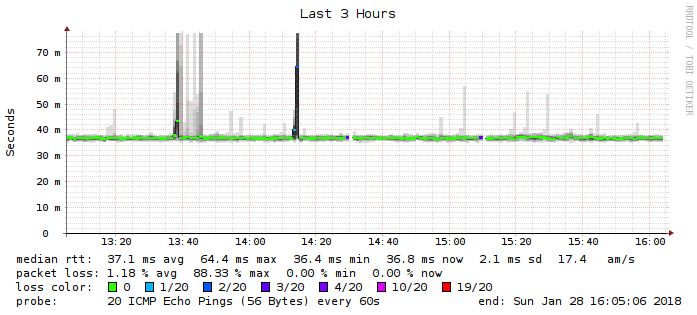 Last 3 Hours
RRDTOOL / TOBI OETIKER
Seconds
70 m
60 m
50 m
40 m
30 m
20 m
10 m
0
13:20 13:40 14:00 14:20 14:40 15:00 15:20 15:40 16:00
median rtt: 37.1 ms avg 64.4 ms max 36.4 ms min 36.8 ms now 2.1 ms sd 17.4 am/s
packet loss: 1.18 % avg 88.33 % max 0.00 % min 0.00 % now
loss color: 0 1/20 2/20 3/20 4/20 10/20 19/20
probe: 20 ICMP Echo Pings (56 Bytes) every 60s end: Sun Jan 28 16:05:06 2018